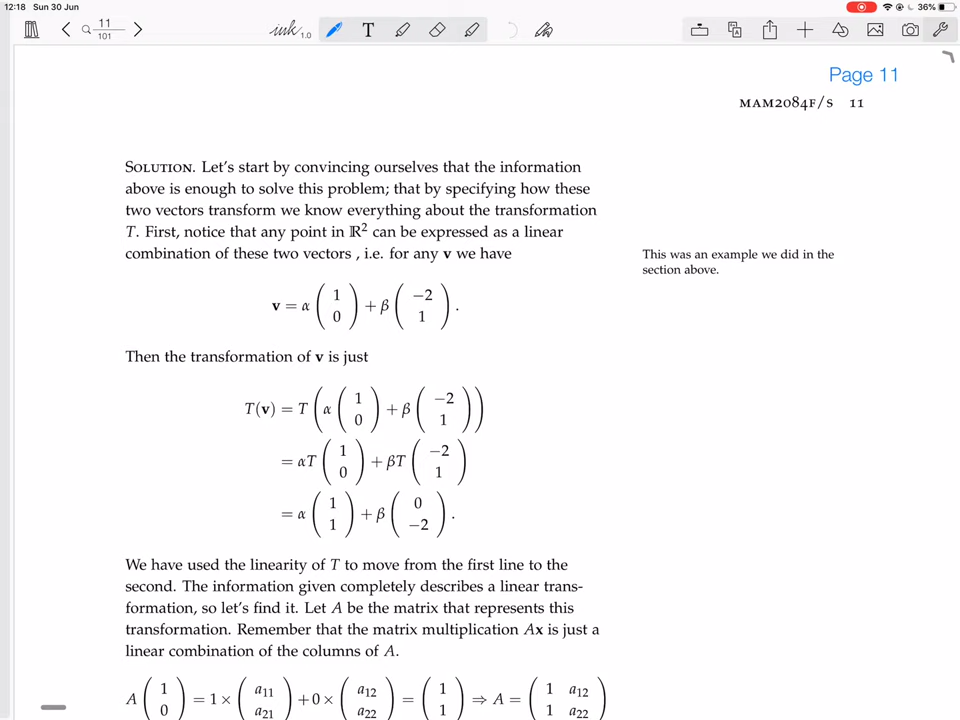 12:18 Sun 30 Jun
36%
11
101
ink 1.0
T
Page 11
MAM2084F/S 11
SOLUTION. Let's start by convincing ourselves that the information
above is enough to solve this problem; that by specifying how these
two vectors transform we know everything about the transformation
T. First, notice that any point in ℝ² can be expressed as a linear
combination of these two vectors , i.e. for any v we have
This was an example we did in the
section above.
v = α ( 1 0 ) + β ( −2 1 ) .
Then the transformation of v is just
T(v) = T ( α ( 1 0 ) + β ( −2 1 ) )
= αT ( 1 0 ) + βT ( −2 1 )
= α ( 1 1 ) + β ( 0 −2 ) .
We have used the linearity of T to move from the first line to the
second. The information given completely describes a linear trans-
formation, so let's find it. Let A be the matrix that represents this
transformation. Remember that the matrix multiplication Ax is just a
linear combination of the columns of A.
A ( 1 0 ) = 1 × ( a₁₁ a₂₁ ) + 0 × ( a₁₂ a₂₂ ) = ( 1 1 ) ⇒ A = ( 1 a₁₂ 1 a₂₂ )